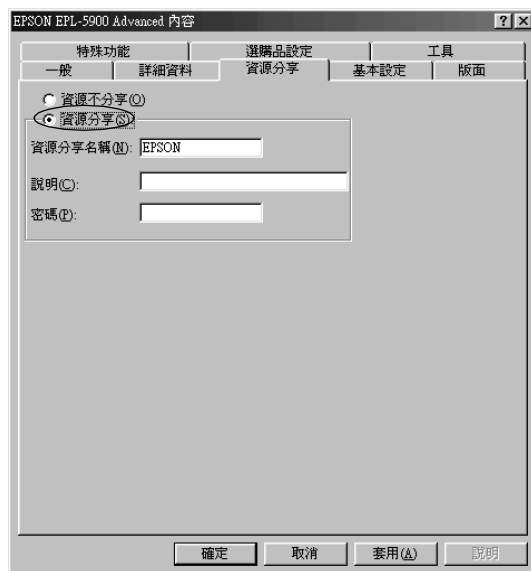 EPSON EPL-5900 Advanced 內容
特殊功能 選購品設定 工具
一般 詳細資料 資源分享 基本設定 版面
資源不分享(O)
資源分享(S)
資源分享名稱(N): EPSON
說明(C):
密碼(P):
確定 取消 套用(A) 說明